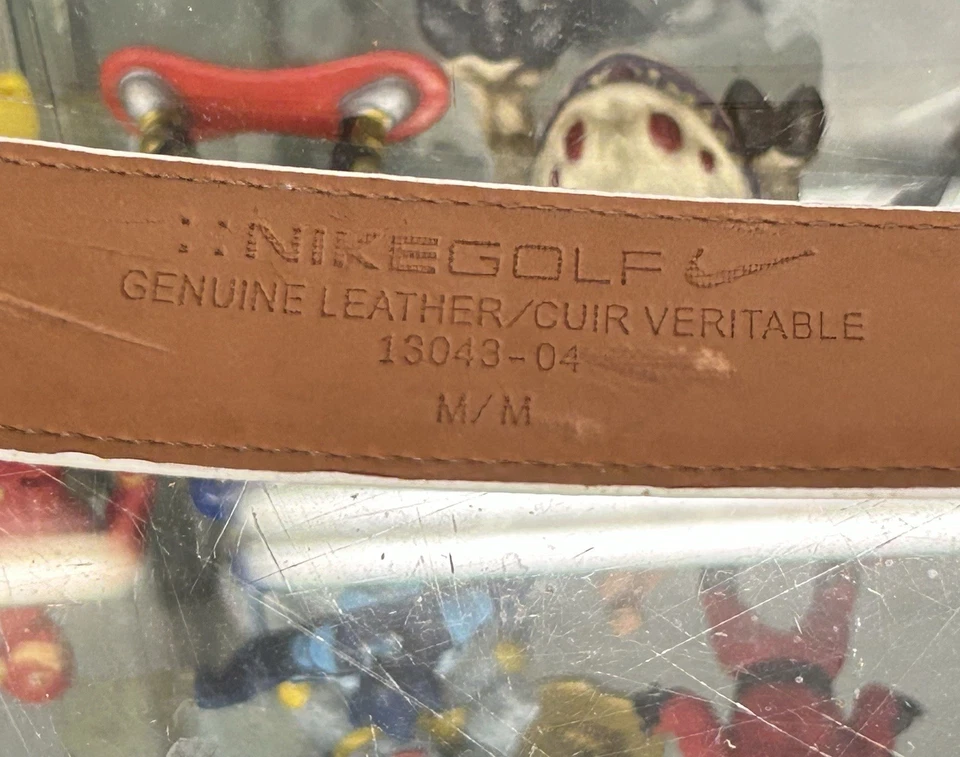 NIKEGOLF
GENUINE LEATHER/CUIR VERITABLE
13043-04
M/M